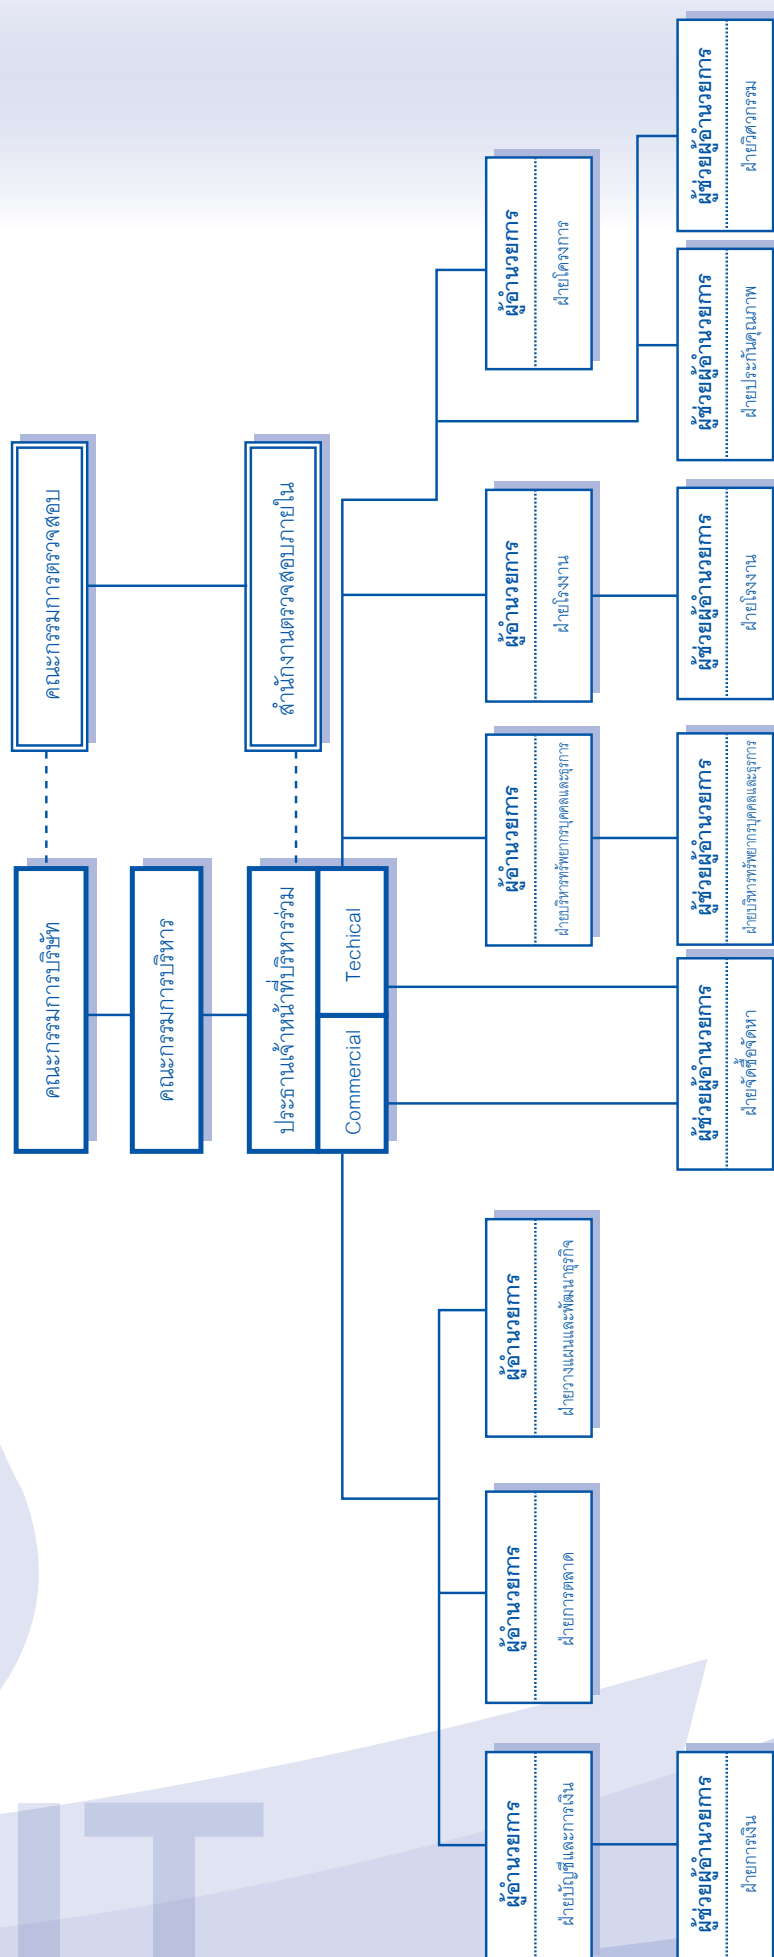 คณะกรรมการบริษัท
คณะกรรมการตรวจสอบ
คณะกรรมการบริหาร
ประธานเจ้าหน้าที่บริหารร่วม
Commercial
Techical
สำนักงานตรวจสอบภายใน
ผู้อำนวยการ
ฝ่ายบัญชีและการเงิน
ผู้อำนวยการ
ฝ่ายการตลาด
ผู้อำนวยการ
ฝ่ายวางแผนและพัฒนาธุรกิจ
ผู้อำนวยการ
ฝ่ายบริหารทรัพยากรบุคคลและธุรการ
ผู้อำนวยการ
ฝ่ายโรงงาน
ผู้อำนวยการ
ฝ่ายโครงการ
ผู้ช่วยผู้อำนวยการ
ฝ่ายการเงิน
ผู้ช่วยผู้อำนวยการ
ฝ่ายจัดซื้อจัดหา
ผู้ช่วยผู้อำนวยการ
ฝ่ายบริหารทรัพยากรบุคคลและธุรการ
ผู้ช่วยผู้อำนวยการ
ฝ่ายโรงงาน
ผู้ช่วยผู้อำนวยการ
ฝ่ายประกันคุณภาพ
ผู้ช่วยผู้อำนวยการ
ฝ่ายวิศวกรรม
IT